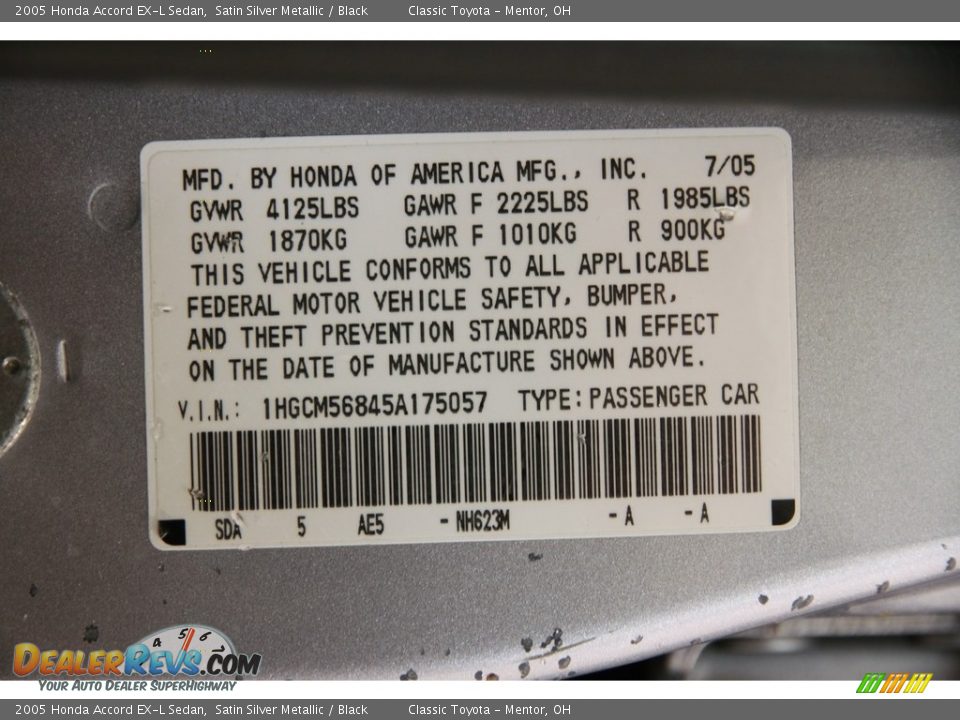 2005 Honda Accord EX-L Sedan, Satin Silver Metallic / Black Classic Toyota - Mentor, OH
MFD. BY HONDA OF AMERICA MFG., INC. 7/05
GVWR 4125LBS GAWR F 2225LBS R 1985LBS
GVWR 1870KG GAWR F 1010KG R 900KG
THIS VEHICLE CONFORMS TO ALL APPLICABLE
FEDERAL MOTOR VEHICLE SAFETY, BUMPER,
AND THEFT PREVENTION STANDARDS IN EFFECT
ON THE DATE OF MANUFACTURE SHOWN ABOVE.
V.I.N.: 1HGCM56845A175057 TYPE: PASSENGER CAR
SDA 5 AE5 -NH623M -A -A
4 5 6
DEALERREVS.COM
YOUR AUTO DEALER SUPERHIGHWAY
2005 Honda Accord EX-L Sedan, Satin Silver Metallic / Black Classic Toyota - Mentor, OH